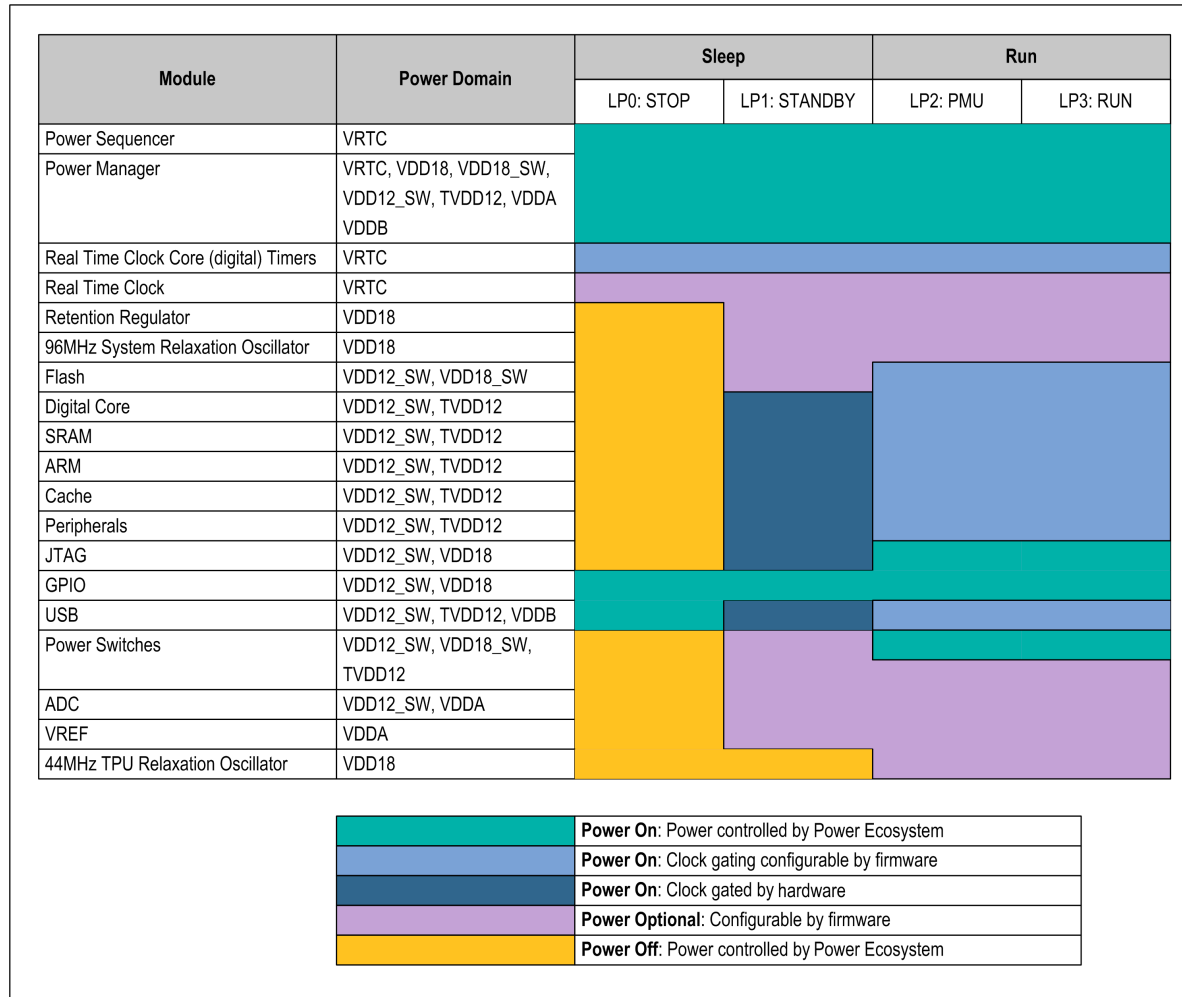 Module Power Domain Sleep Run
LP0: STOP LP1: STANDBY LP2: PMU LP3: RUN
Power Sequencer VRTC
Power Manager VRTC, VDD18, VDD18_SW,
VDD12_SW, TVDD12, VDDA
VDDB
Real Time Clock Core (digital) Timers VRTC
Real Time Clock VRTC
Retention Regulator VDD18
96MHz System Relaxation Oscillator VDD18
Flash VDD12_SW, VDD18_SW
Digital Core VDD12_SW, TVDD12
SRAM VDD12_SW, TVDD12
ARM VDD12_SW, TVDD12
Cache VDD12_SW, TVDD12
Peripherals VDD12_SW, TVDD12
JTAG VDD12_SW, VDD18
GPIO VDD12_SW, VDD18
USB VDD12_SW, TVDD12, VDDB
Power Switches VDD12_SW, VDD18_SW,
TVDD12
ADC VDD12_SW, VDDA
VREF VDDA
44MHz TPU Relaxation Oscillator VDD18
Power On: Power controlled by Power Ecosystem
Power On: Clock gating configurable by firmware
Power On: Clock gated by hardware
Power Optional: Configurable by firmware
Power Off: Power controlled by Power Ecosystem